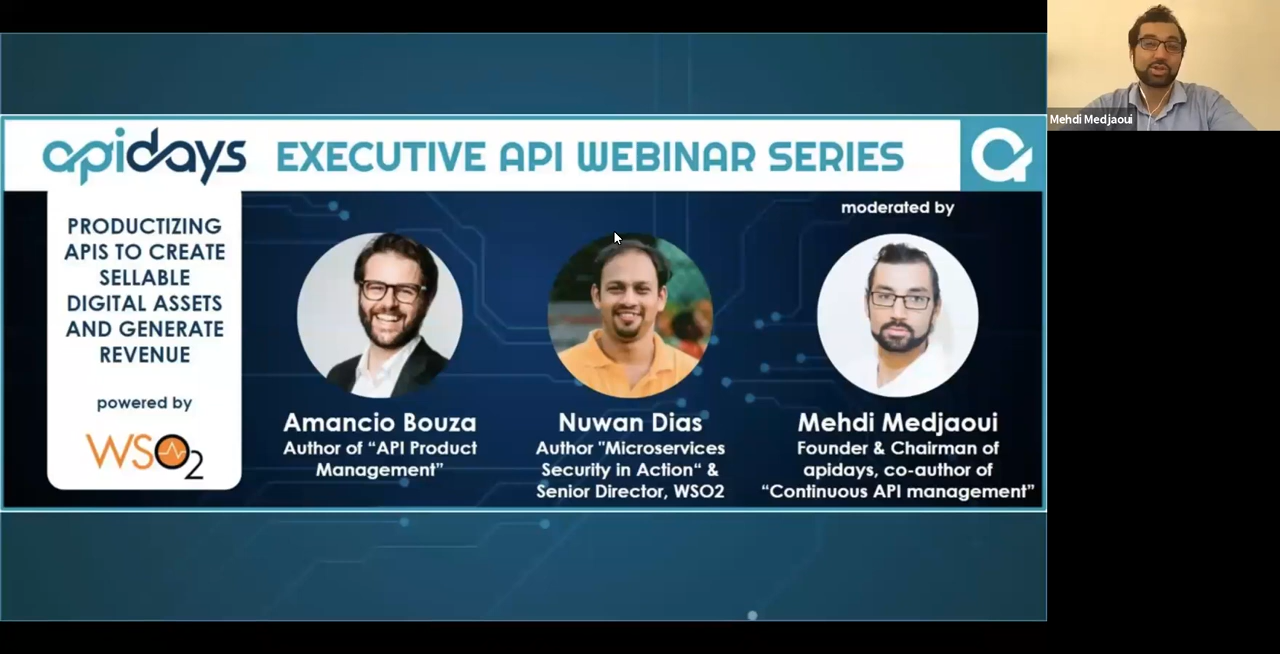 apidays EXECUTIVE API WEBINAR SERIES
PRODUCTIZING
APIS TO CREATE
SELLABLE
DIGITAL ASSETS
AND GENERATE
REVENUE
powered by
WSO2
Amancio Bouza
Author of “API Product
Management”
Nuwan Dias
Author "Microservices
Security in Action“ &
Senior Director, WSO2
moderated by
Mehdi Medjaoui
Founder & Chairman of
apidays, co-author of
“Continuous API management”
Mehdi Medjaoui